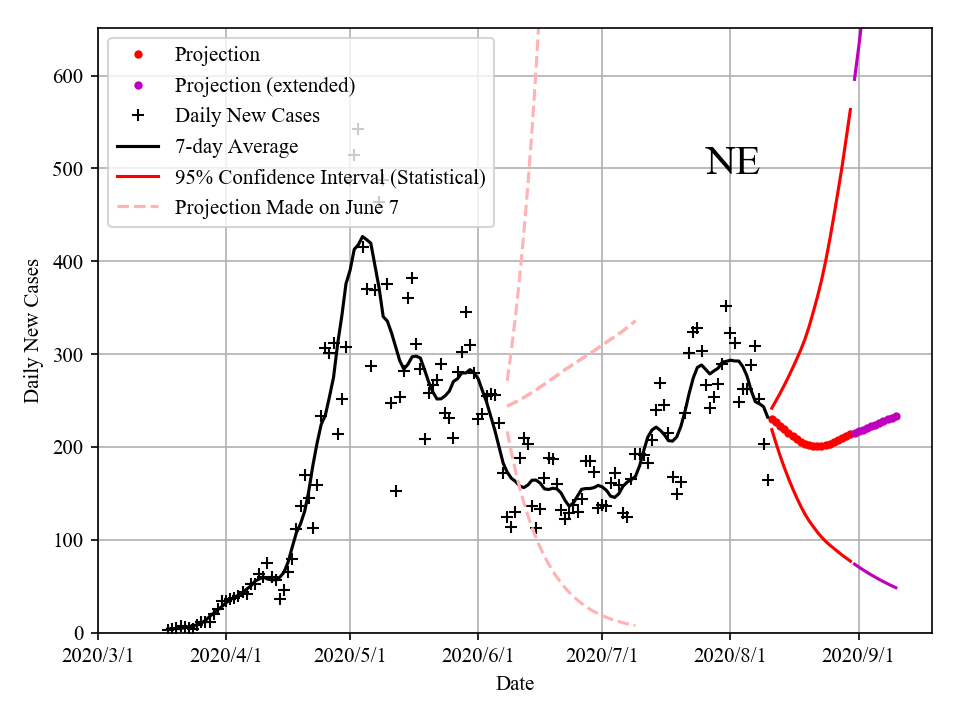 Projection
Projection (extended)
Daily New Cases
7-day Average
95% Confidence Interval (Statistical)
Projection Made on June 7
NE
600
500
400
300
200
100
0
Daily New Cases
2020/3/1 2020/4/1 2020/5/1 2020/6/1 2020/7/1 2020/8/1 2020/9/1
Date